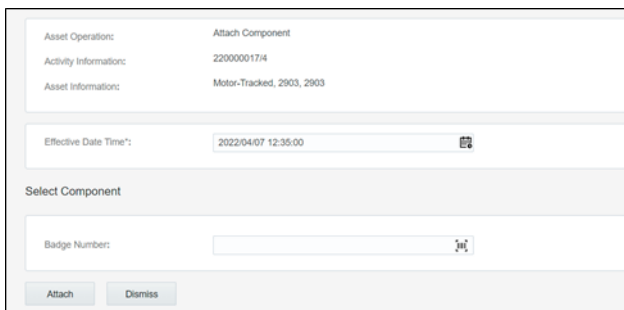 Asset Operation: Attach Component
Activity Information: 220000017/4
Asset Information: Motor-Tracked, 2903, 2903
Effective Date Time*: 2022/04/07 12:35:00
Select Component
Badge Number:
Attach Dismiss